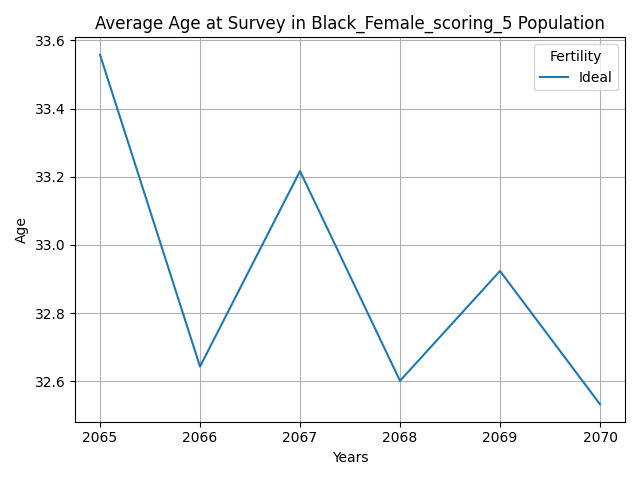 Average Age at Survey in Black_Female_scoring_5 Population
Fertility
Ideal
33.6
33.4
33.2
33.0
32.8
32.6
Age
2065 2066 2067 2068 2069 2070
Years